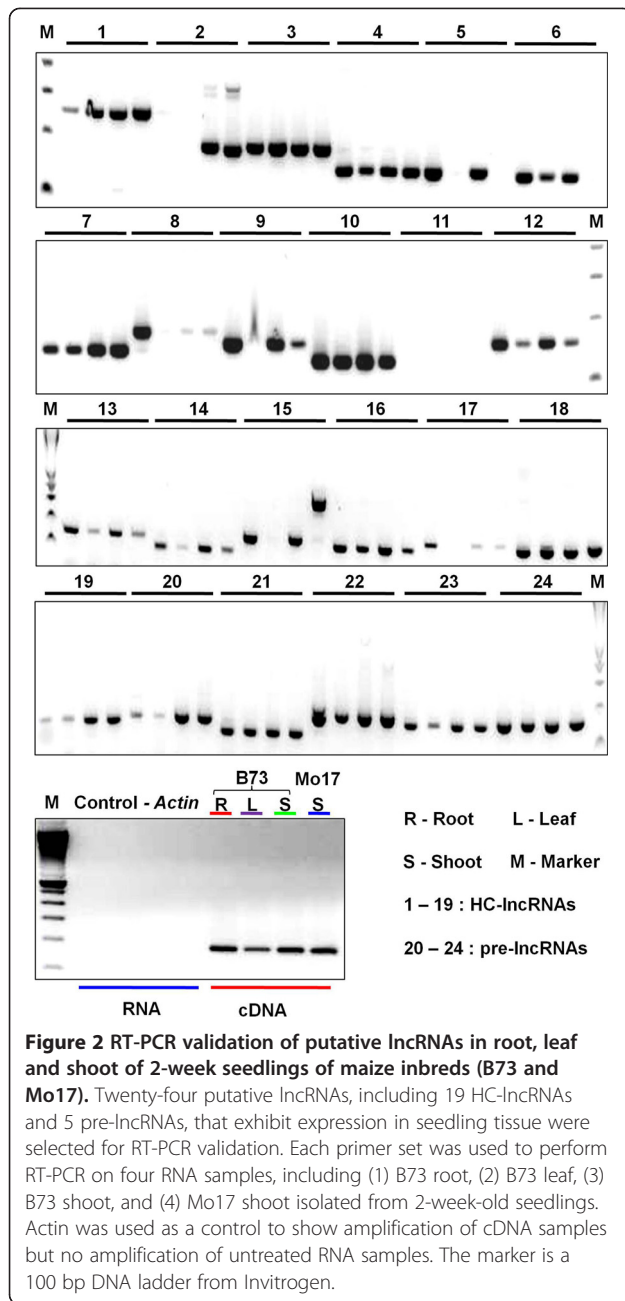 M 1 2 3 4 5 6
7 8 9 10 11 12 M
M 13 14 15 16 17 18
19 20 21 22 23 24 M
B73 Mo17
M Control - Actin R L S S
R - Root L - Leaf
S - Shoot M - Marker
1 – 19 : HC-lncRNAs
20 – 24 : pre-lncRNAs
RNA cDNA
Figure 2 RT-PCR validation of putative lncRNAs in root, leaf
and shoot of 2-week seedlings of maize inbreds (B73 and
Mo17). Twenty-four putative lncRNAs, including 19 HC-lncRNAs
and 5 pre-lncRNAs, that exhibit expression in seedling tissue were
selected for RT-PCR validation. Each primer set was used to perform
RT-PCR on four RNA samples, including (1) B73 root, (2) B73 leaf, (3)
B73 shoot, and (4) Mo17 shoot isolated from 2-week-old seedlings.
Actin was used as a control to show amplification of cDNA samples
but no amplification of untreated RNA samples. The marker is a
100 bp DNA ladder from Invitrogen.